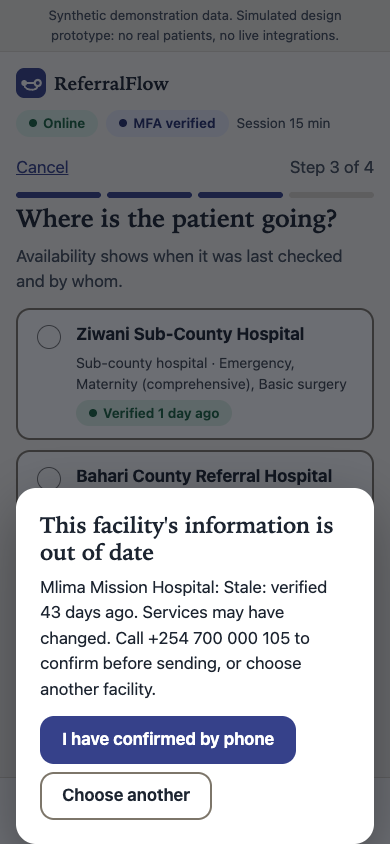 Synthetic demonstration data. Simulated design
prototype: no real patients, no live integrations.
ReferralFlow
Online
MFA verified
Session 15 min
Cancel
Step 3 of 4
Where is the patient going?
Availability shows when it was last checked
and by whom.
Ziwani Sub-County Hospital
Sub-county hospital · Emergency,
Maternity (comprehensive), Basic surgery
Verified 1 day ago
Bahari County Referral Hospital
This facility's information is
out of date
Mlima Mission Hospital: Stale: verified
43 days ago. Services may have
changed. Call +254 700 000 105 to
confirm before sending, or choose
another facility.
I have confirmed by phone
Choose another